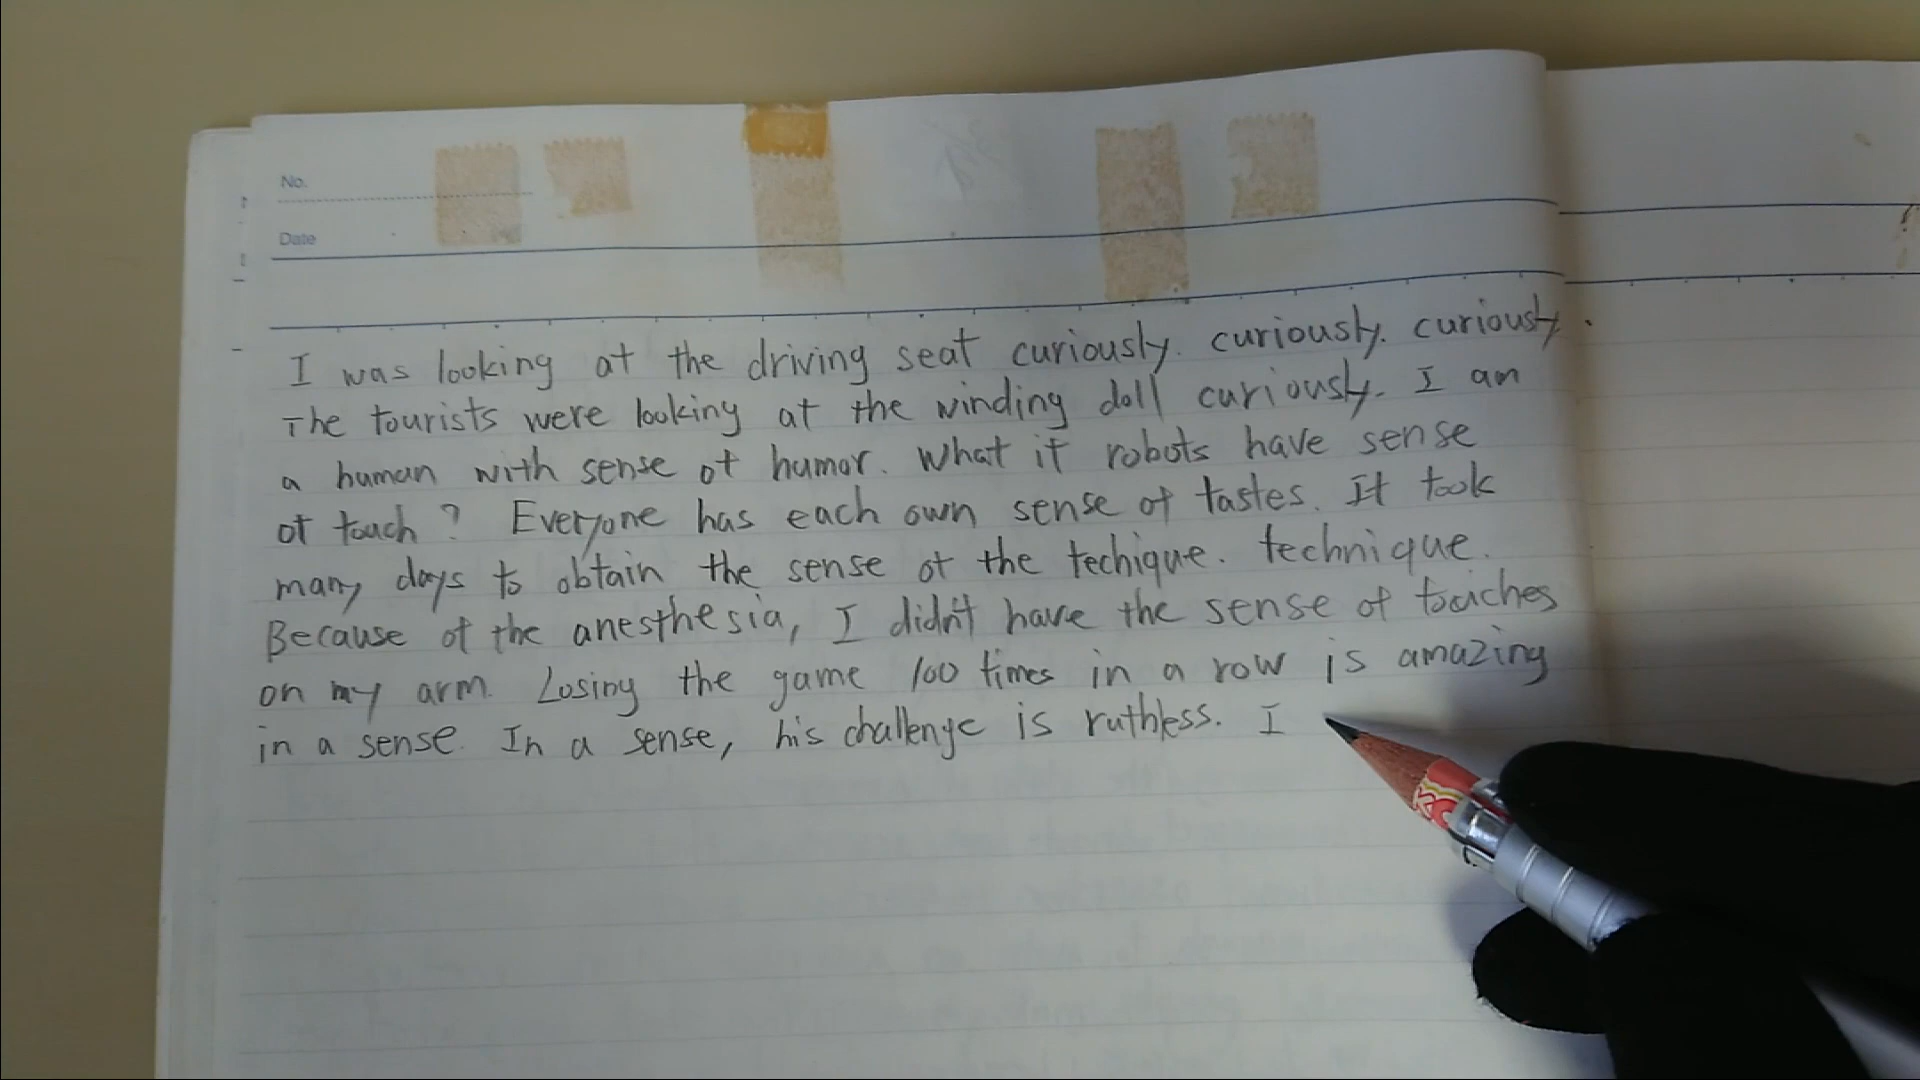 No.
Date
I was looking at the driving seat curiously. curiously. curiously.
The tourists were looking at the winding doll curiously. I am
a human with sense of humor. What if robots have sense
of touch? Everyone has each own sense of tastes. It took
many days to obtain the sense of the techique. technique.
Because of the anesthesia, I didn't have the sense of touches
on my arm. Losing the game 100 times in a row is amazing
in a sense. In a sense, his challenge is ruthless. I